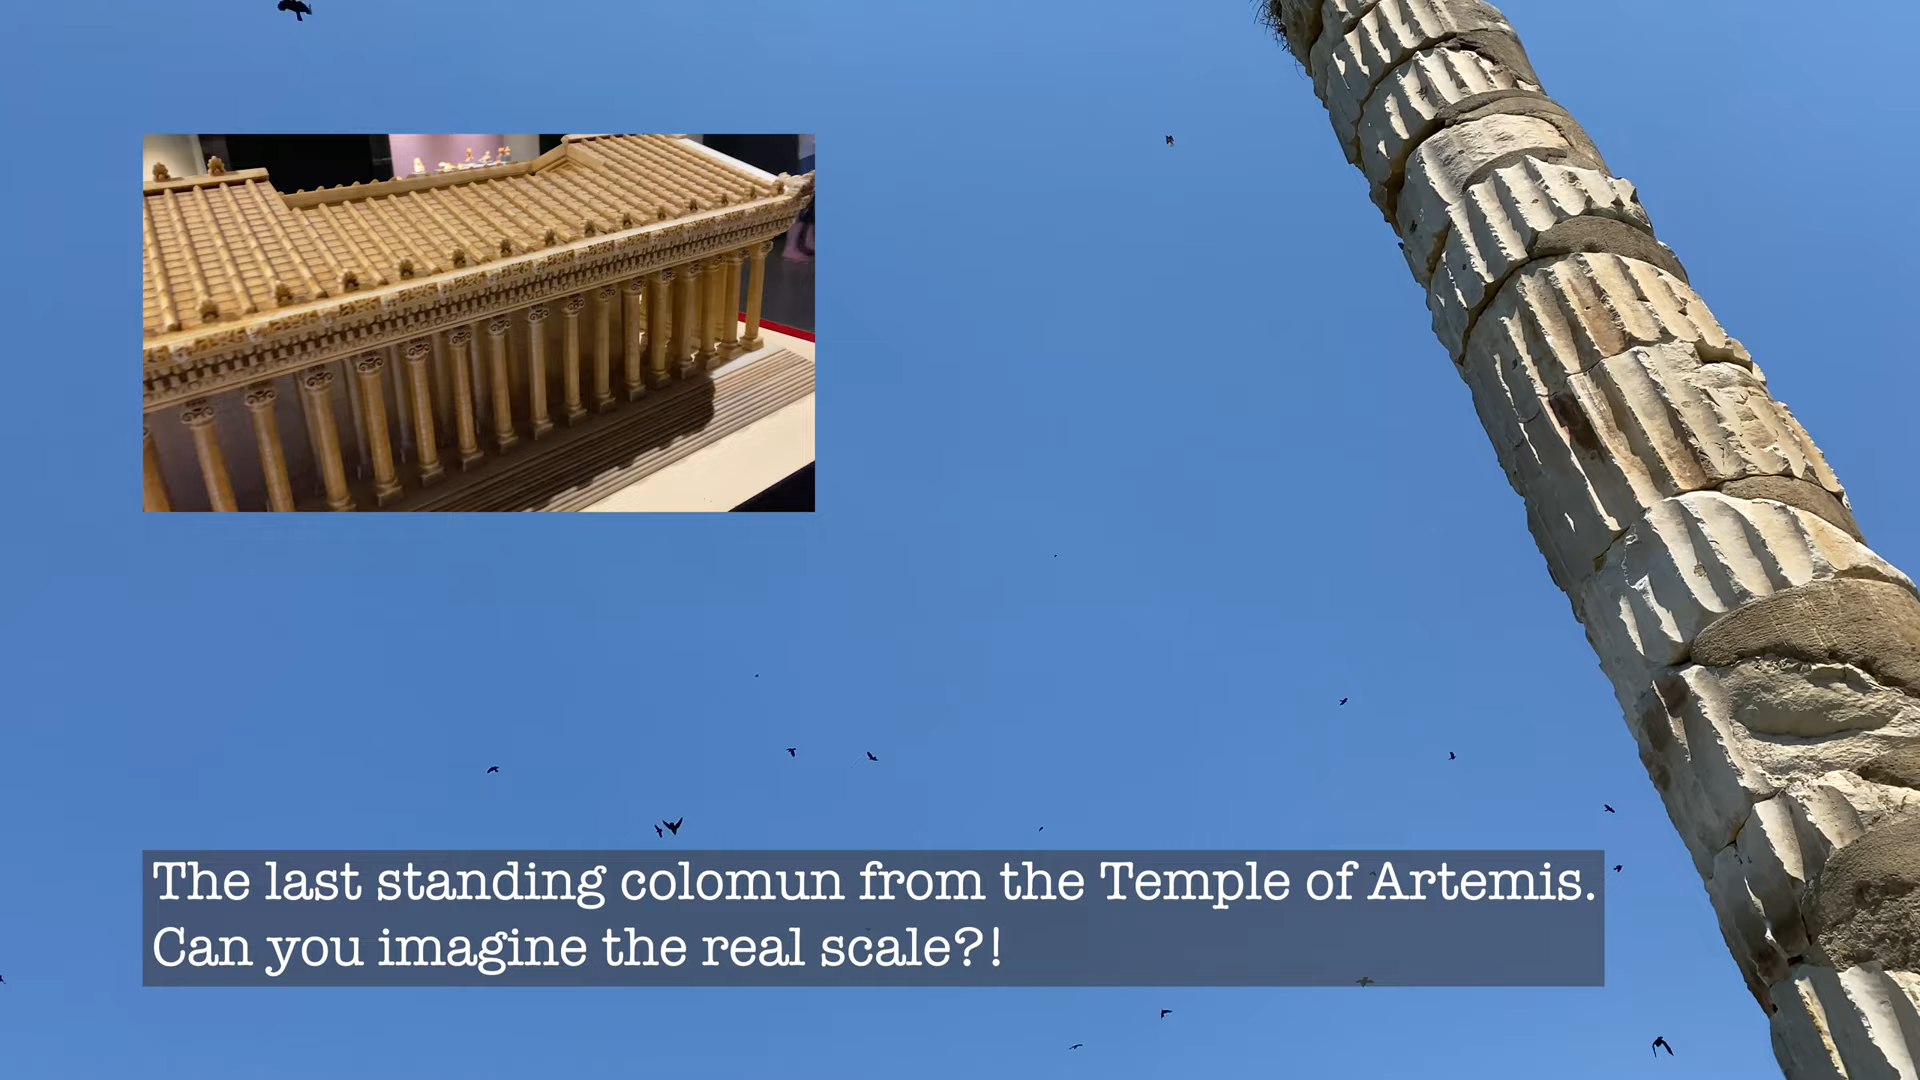 The last standing colomun from the Temple of Artemis.
Can you imagine the real scale?!